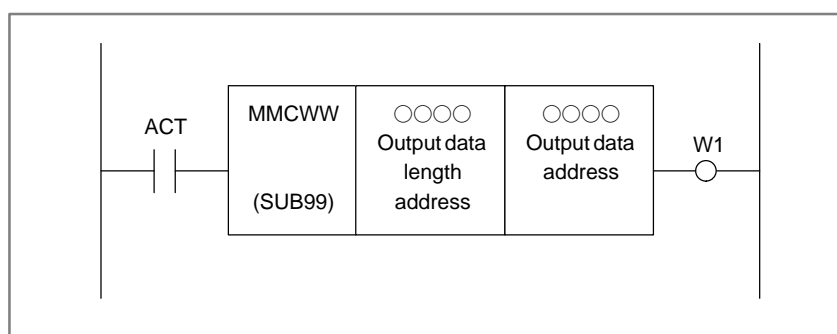 ACT
MMCWW
(SUB99)
○○○○
Output data
length
address
○○○○
Output data
address
W1